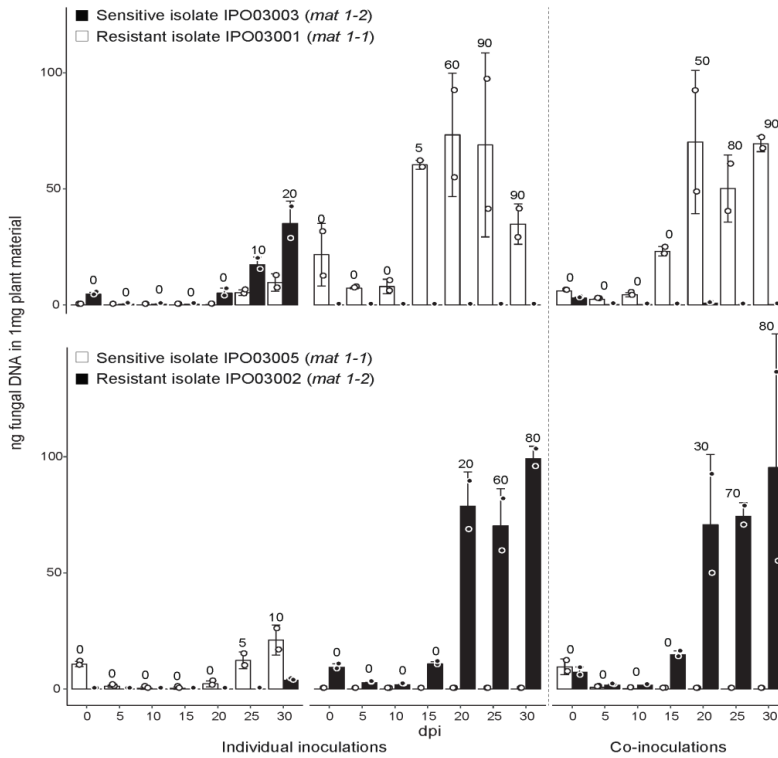 Sensitive isolate IPO03003 (mat 1-2)
Resistant isolate IPO03001 (mat 1-1)
ng fungal DNA in 1mg plant material
100
50
0
0 0 0 0 0 10 20
0 0 0 5 60 90 90
0 0 0 0 50 80 90
Sensitive isolate IPO03005 (mat 1-1)
Resistant isolate IPO03002 (mat 1-2)
100
50
0
0 0 0 0 0 5 10
0 0 0 0 20 60 80
0 0 0 0 30 70 80
0 5 10 15 20 25 30
0 5 10 15 20 25 30
0 5 10 15 20 25 30
dpi
Individual inoculations
Co-inoculations